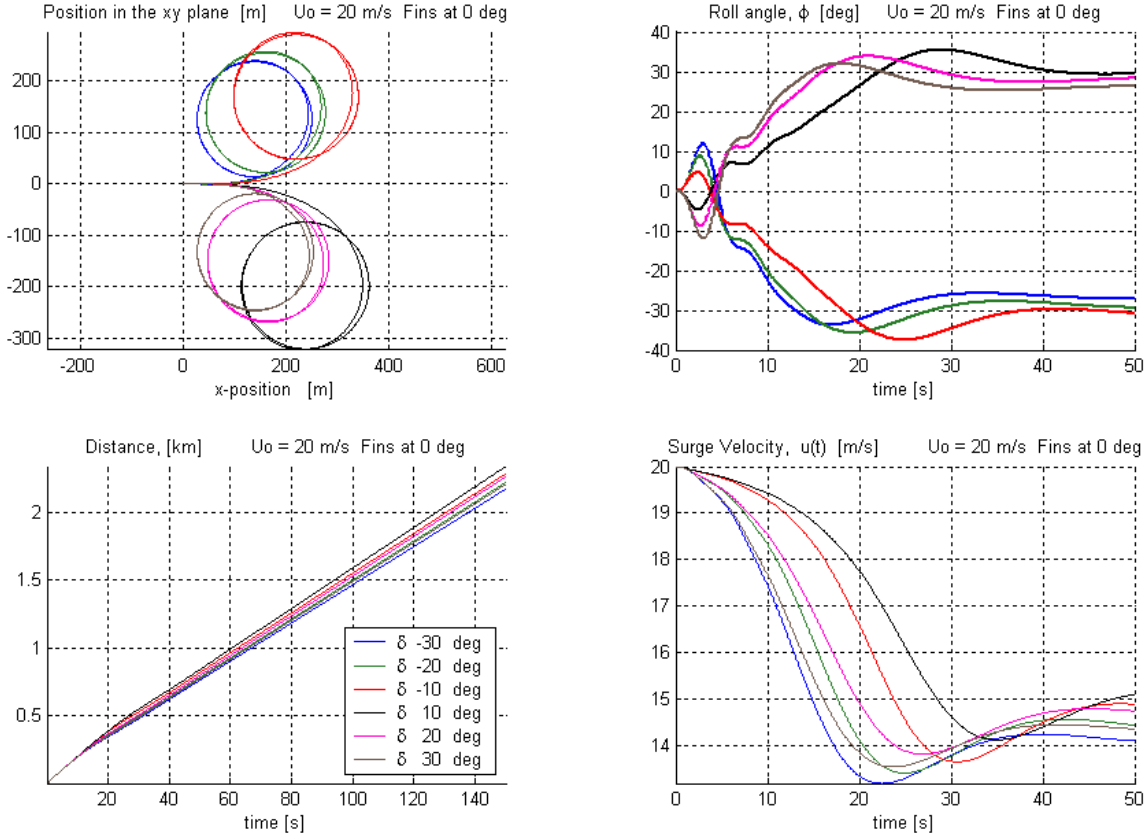 Position in the xy plane [m] Uo = 20 m/s Fins at 0 deg
200
100
0
-100
-200
-300
-200 0 200 400 600
x-position [m]
Roll angle, ϕ [deg] Uo = 20 m/s Fins at 0 deg
40
30
20
10
0
-10
-20
-30
-40
0 10 20 30 40 50
time [s]
Distance, [km] Uo = 20 m/s Fins at 0 deg
2
1.5
1
0.5
20 40 60 80 100 120 140
time [s]
δ -30 deg
δ -20 deg
δ -10 deg
δ 10 deg
δ 20 deg
δ 30 deg
Surge Velocity, u(t) [m/s] Uo = 20 m/s Fins at 0 deg
20
19
18
17
16
15
14
0 10 20 30 40 50
time [s]